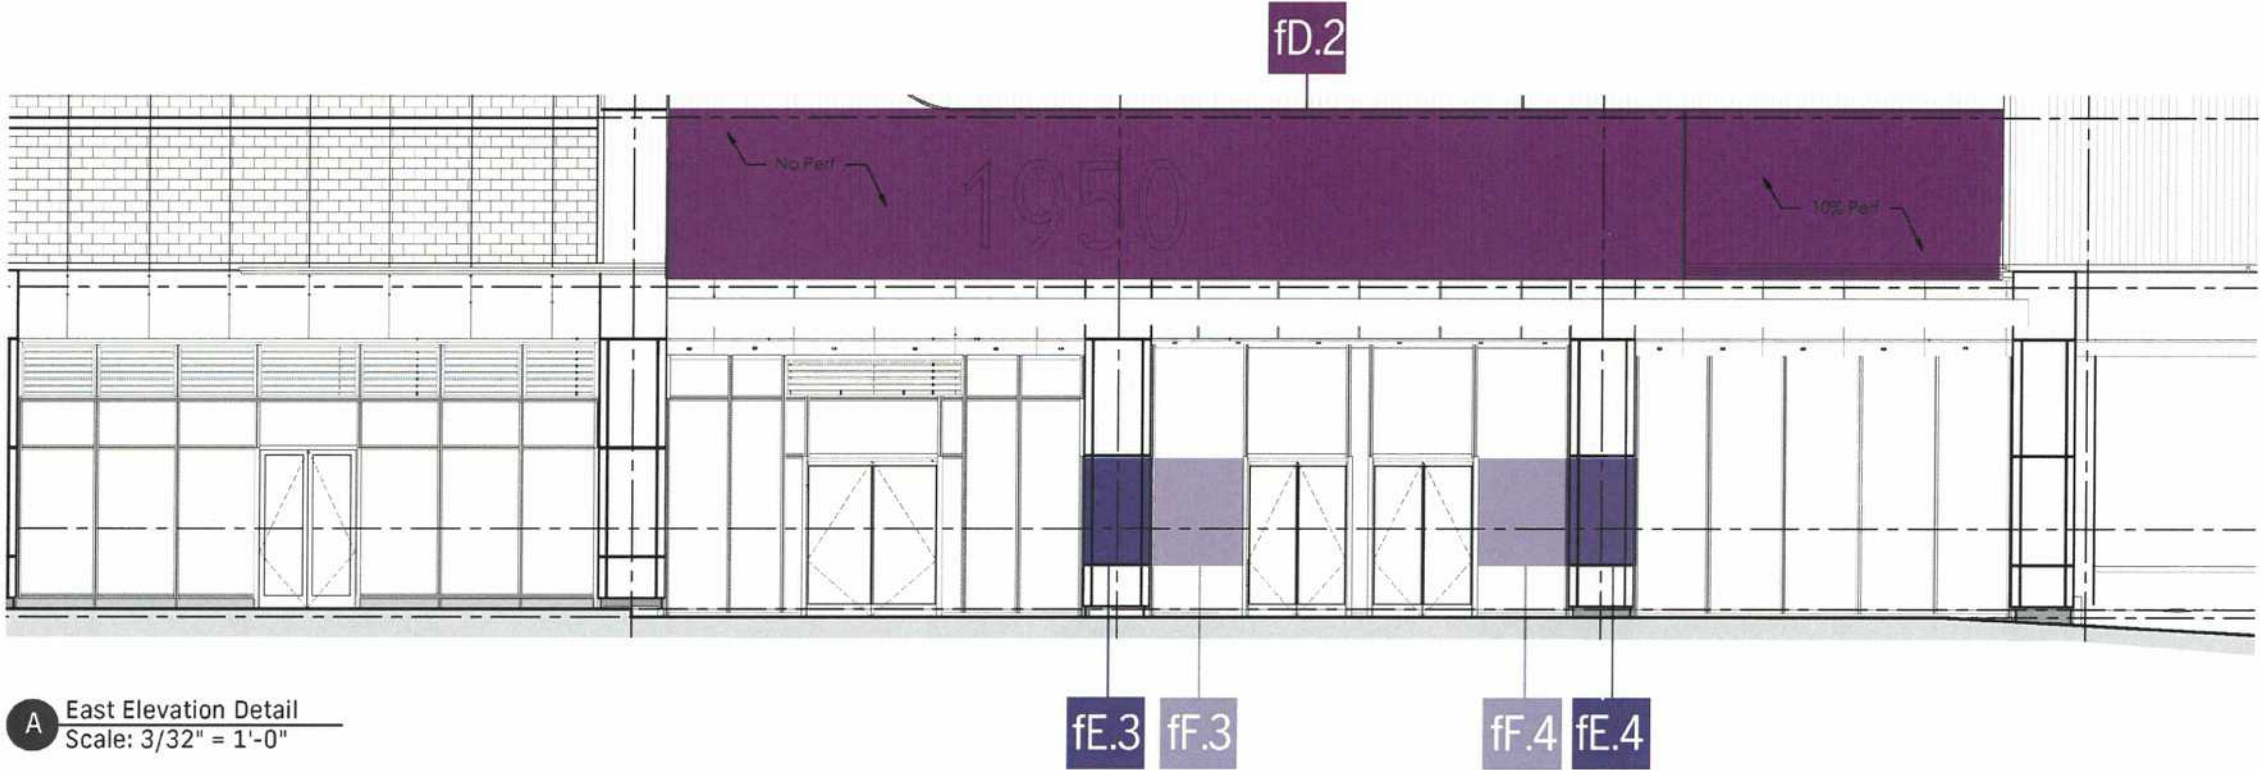 fD.2
No Perf
1950
10% Perf
A
East Elevation Detail
Scale: 3/32" = 1'-0"
fE.3
fF.3
fF.4
fE.4